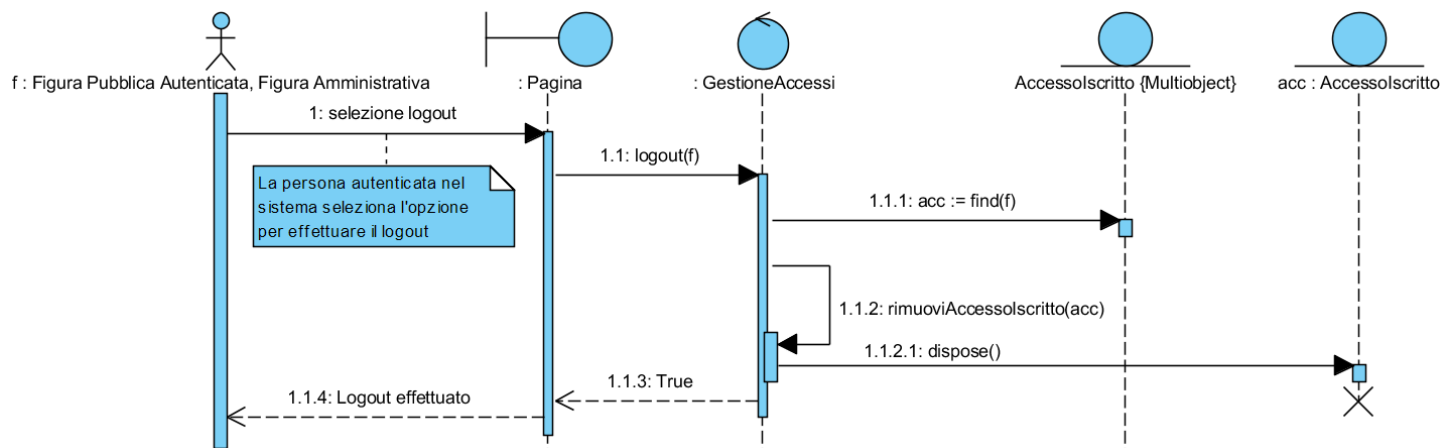 f : Figura Pubblica Autenticata, Figura Amministrativa
: Pagina
: GestioneAccessi
AccessoIscritto {Multiobject}
acc : AccessoIscritto
1: selezione logout
La persona autenticata nel
sistema seleziona l'opzione
per effettuare il logout
1.1: logout(f)
1.1.1: acc := find(f)
1.1.2: rimuoviAccessoIscritto(acc)
1.1.2.1: dispose()
1.1.3: True
1.1.4: Logout effettuato